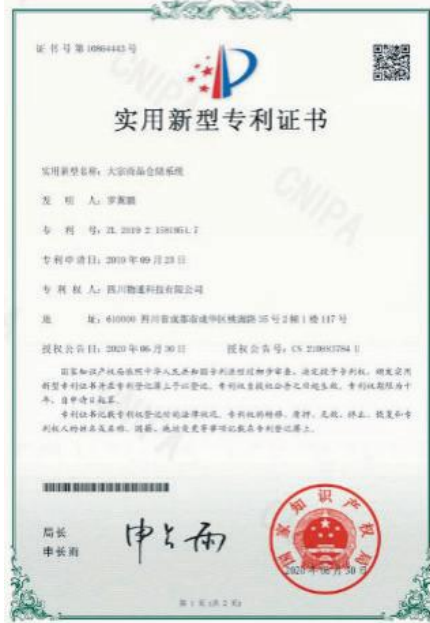 证书号第10864443号
实用新型专利证书
实用新型名称：大宗商品仓储系统
发 明 人：罗
专 利 号：ZL 2019 2 1581951.7
专利申请日：2019年09月23日
专 利 权 人：四川物通科技有限公司
地 址：610000 四川省成都市成华区桃源路35号2幢1楼117号
授权公告日：2020年06月30日 授权公告号：CN 210883784 U
国家知识产权局依照中华人民共和国专利法经过初步审查，决定授予专利权，颁发实用
新型专利证书并在专利登记簿上予以登记。专利权自授权公告之日起生效。专利权期限为十
年，自申请日起算。
专利证书记载专利权登记时的法律状况。专利权的转移、质押、无效、终止、恢复和专
利权人的姓名或名称、国籍、地址变更等事项记载在专利登记簿上。
局长
申长雨
申长雨
国家知识产权局
2020年06月30日
第1页(共2页)
CNIPA
CNIPA